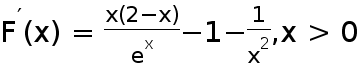 F′(x) = x(2−x)/eˣ −1− 1/x², x > 0